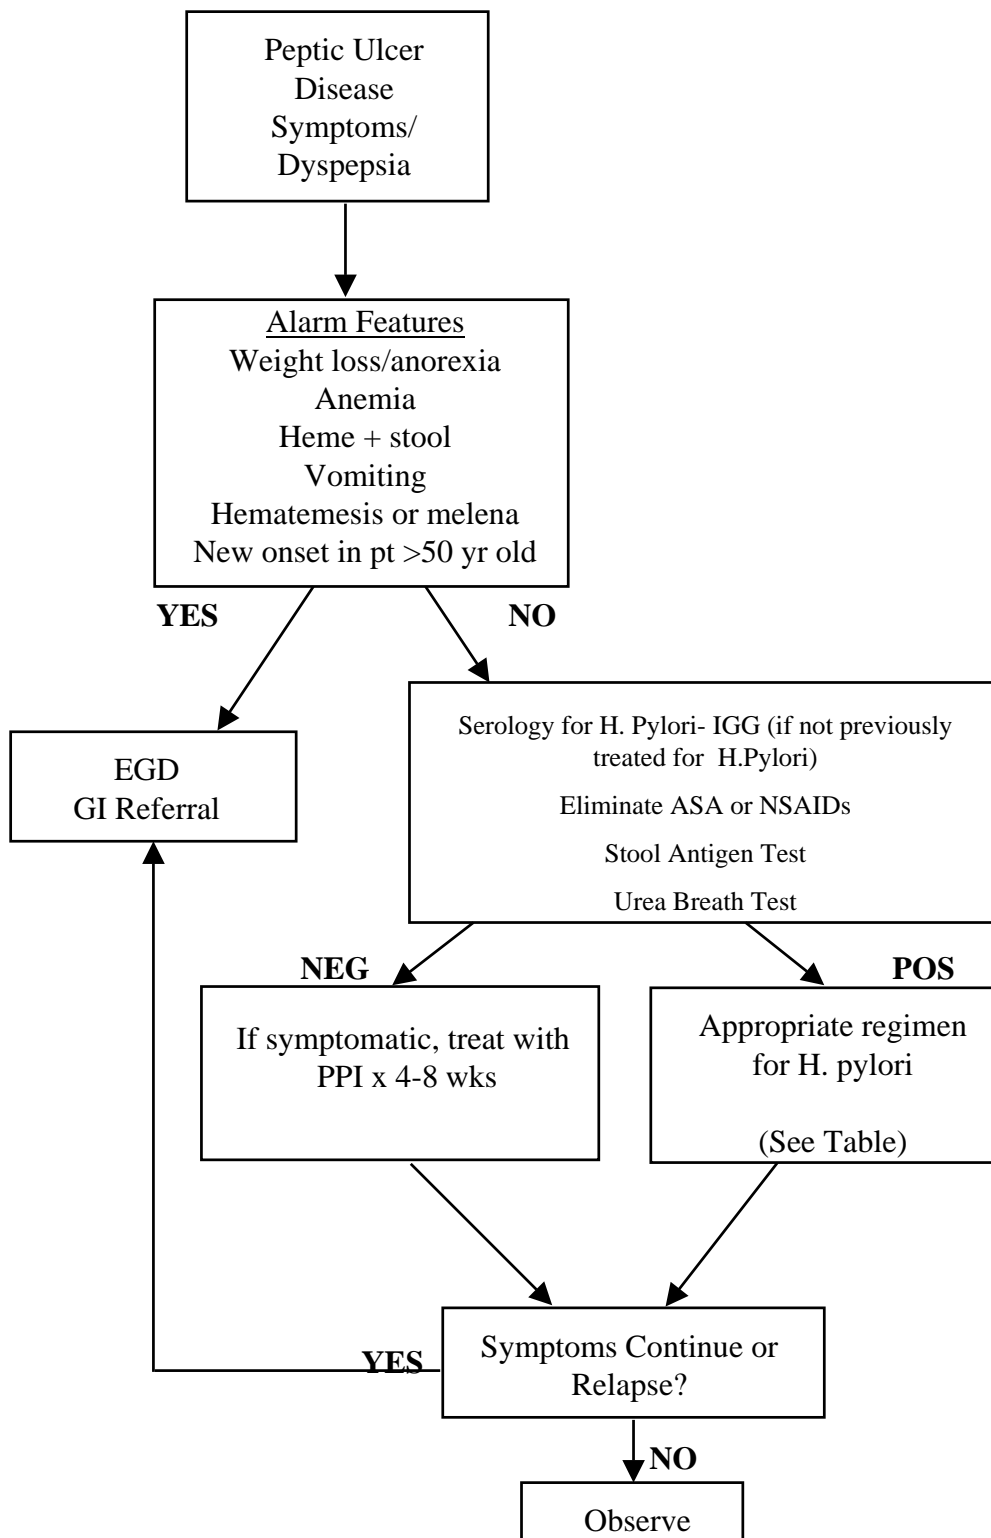 Peptic Ulcer
Disease
Symptoms/
Dyspepsia
Alarm Features
Weight loss/anorexia
Anemia
Heme + stool
Vomiting
Hematemesis or melena
New onset in pt >50 yr old
YES
NO
Serology for H. Pylori- IGG (if not previously
treated for H.Pylori)
Eliminate ASA or NSAIDs
Stool Antigen Test
Urea Breath Test
EGD
GI Referral
NEG
POS
If symptomatic, treat with
PPI x 4-8 wks
Appropriate regimen
for H. pylori
(See Table)
Symptoms Continue or
Relapse?
YES
NO
Observe